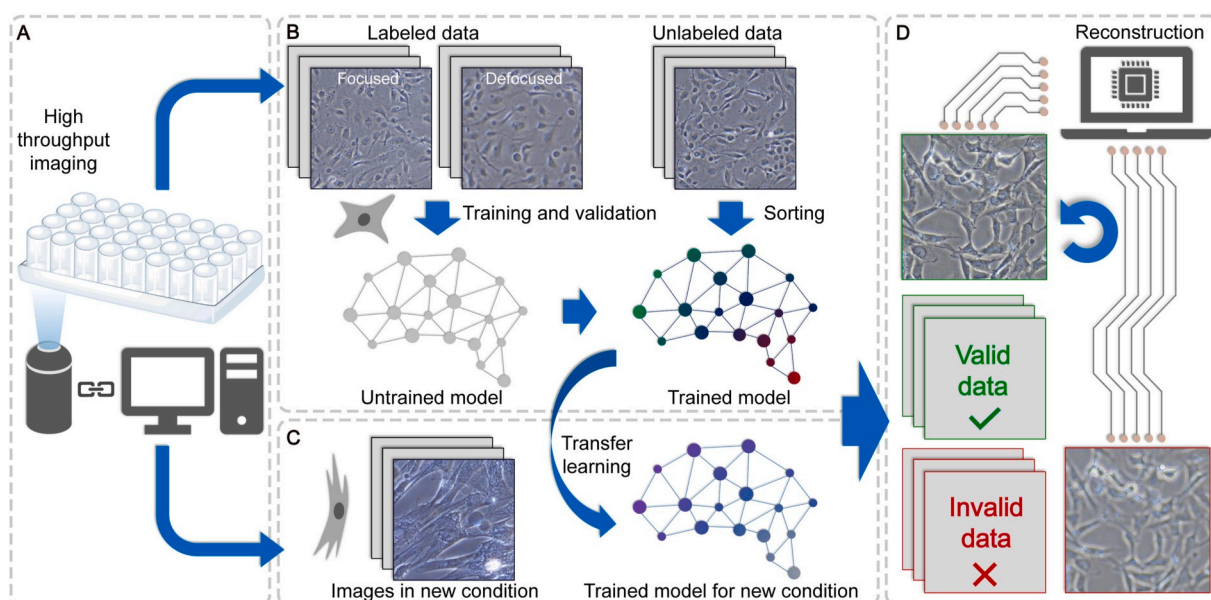 A
High
throughput
imaging
B
Labeled data
Unlabeled data
Focused
Defocused
Training and validation
Sorting
Untrained model
Trained model
C
Transfer
learning
Images in new condition
Trained model for new condition
D
Reconstruction
Valid
data
Invalid
data